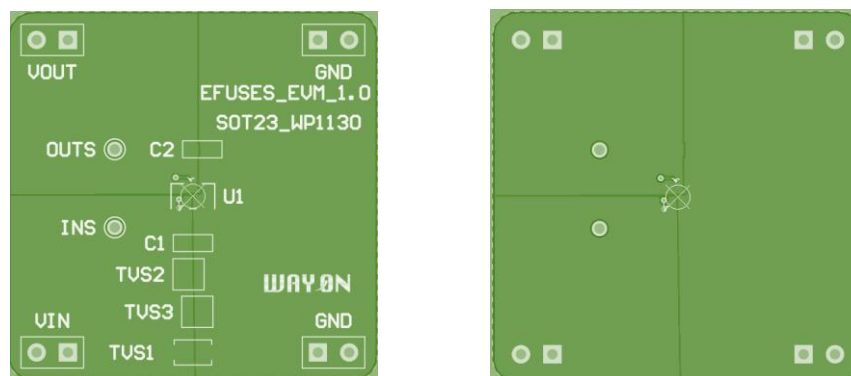 VOUT
GND
EFUSES_EVM_1.0
SOT23_WP1130
OUTS
C2
U1
INS
C1
TVS2
WAYON
TVS3
VIN
GND
TVS1